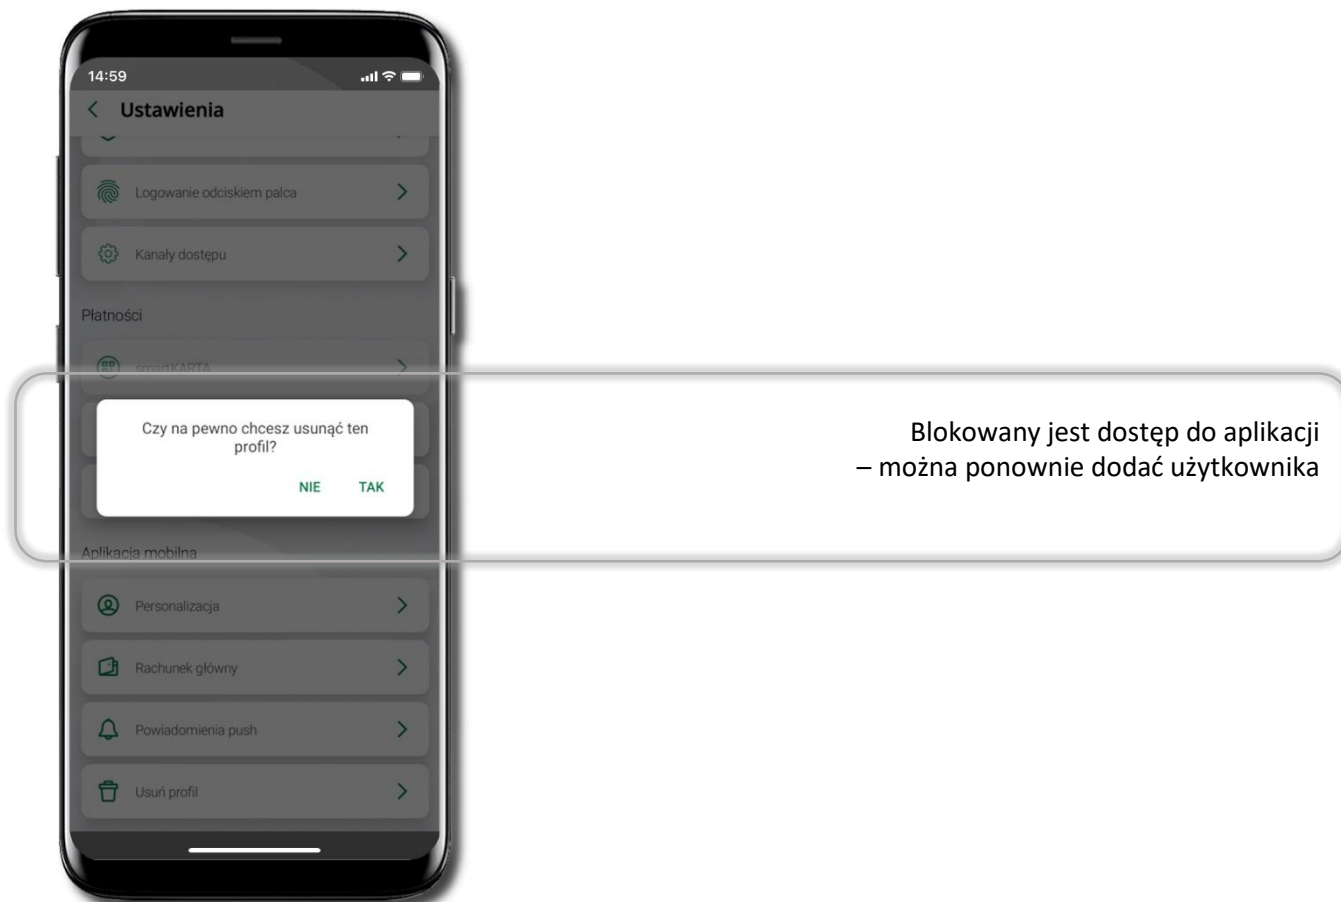 14:59
Ustawienia
Logowanie odciskiem palca
Kanały dostępu
Płatności
smartKARTA
Czy na pewno chcesz usunąć ten
profil?
NIE TAK
Blokowany jest dostęp do aplikacji
– można ponownie dodać użytkownika
Aplikacja mobilna
Personalizacja
Rachunek główny
Powiadomienia push
Usuń profil